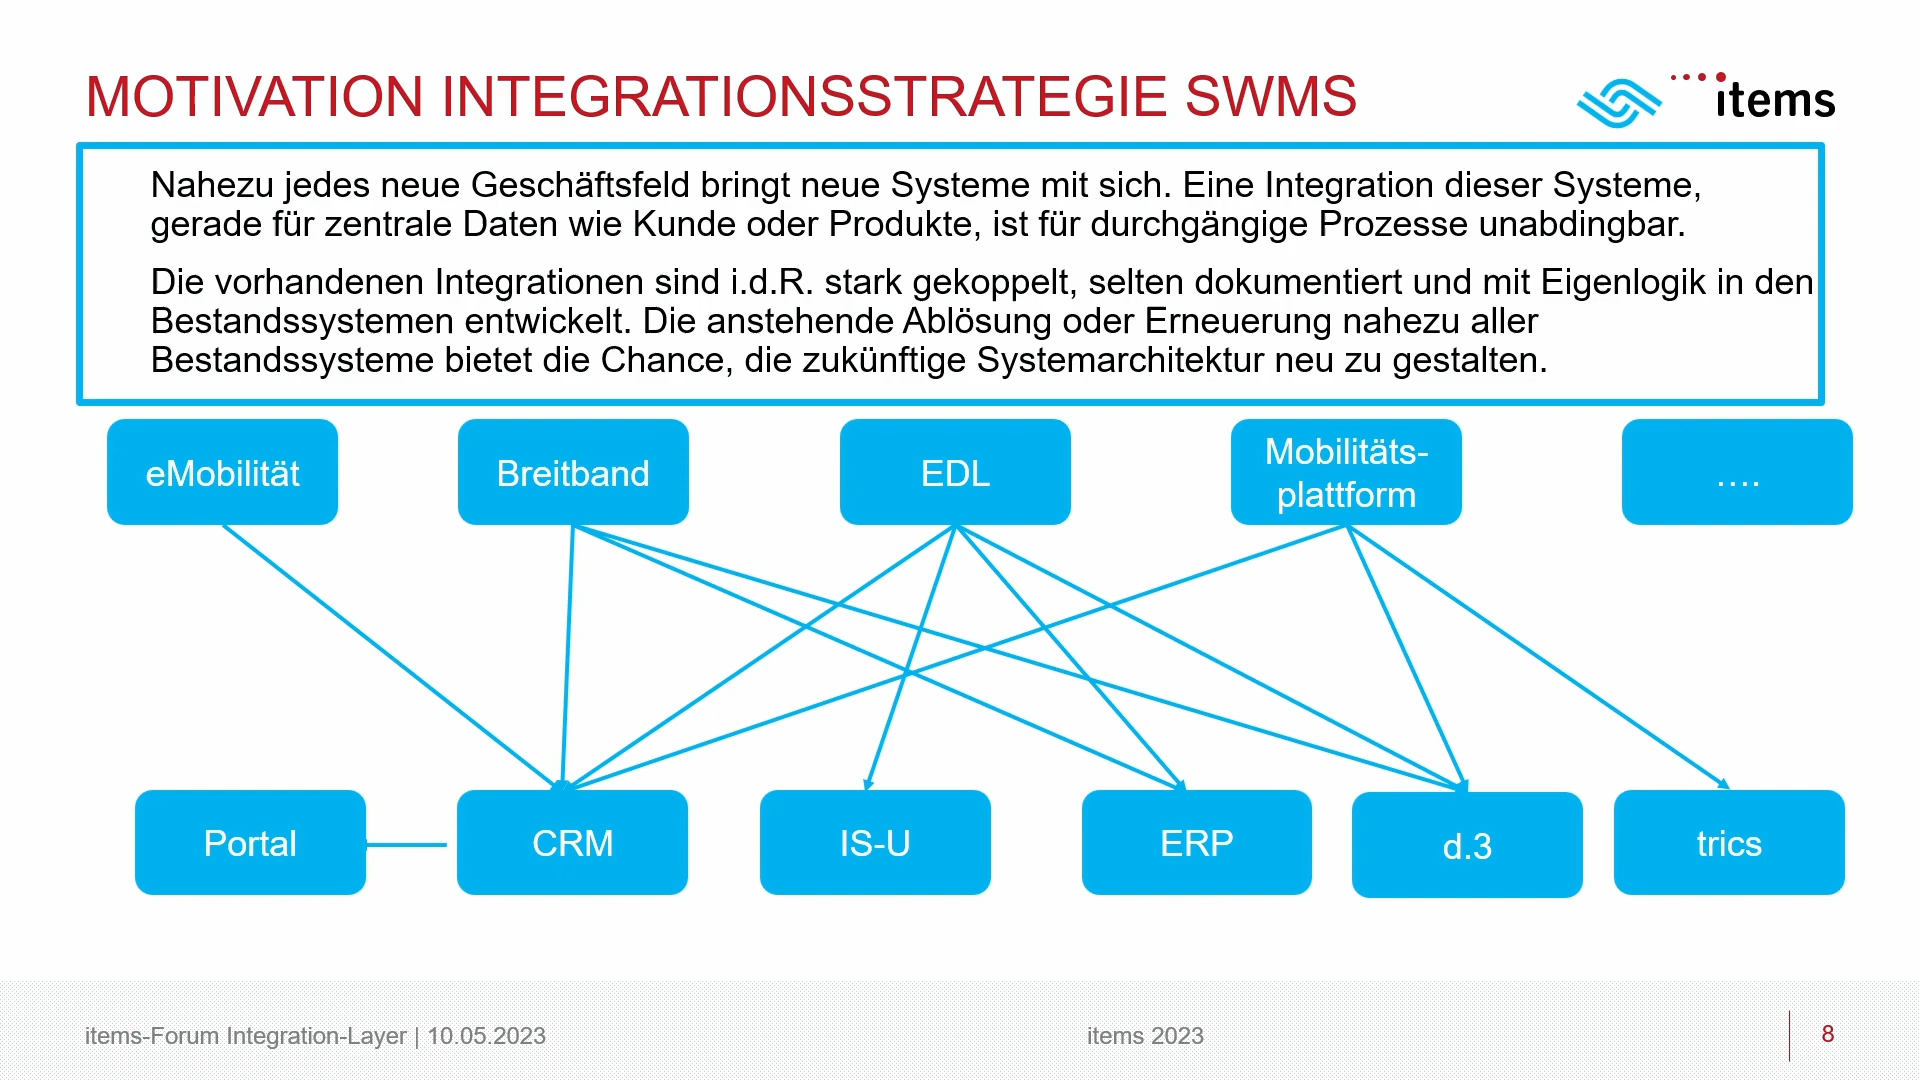 MOTIVATION INTEGRATIONSSTRATEGIE SWMS
items
Nahezu jedes neue Geschäftsfeld bringt neue Systeme mit sich. Eine Integration dieser Systeme,
gerade für zentrale Daten wie Kunde oder Produkte, ist für durchgängige Prozesse unabdingbar.
Die vorhandenen Integrationen sind i.d.R. stark gekoppelt, selten dokumentiert und mit Eigenlogik in den
Bestandssystemen entwickelt. Die anstehende Ablösung oder Erneuerung nahezu aller
Bestandssysteme bietet die Chance, die zukünftige Systemarchitektur neu zu gestalten.
eMobilität
Breitband
EDL
Mobilitäts-
plattform
....
Portal
CRM
IS-U
ERP
d.3
trics
items-Forum Integration-Layer | 10.05.2023
items 2023
8